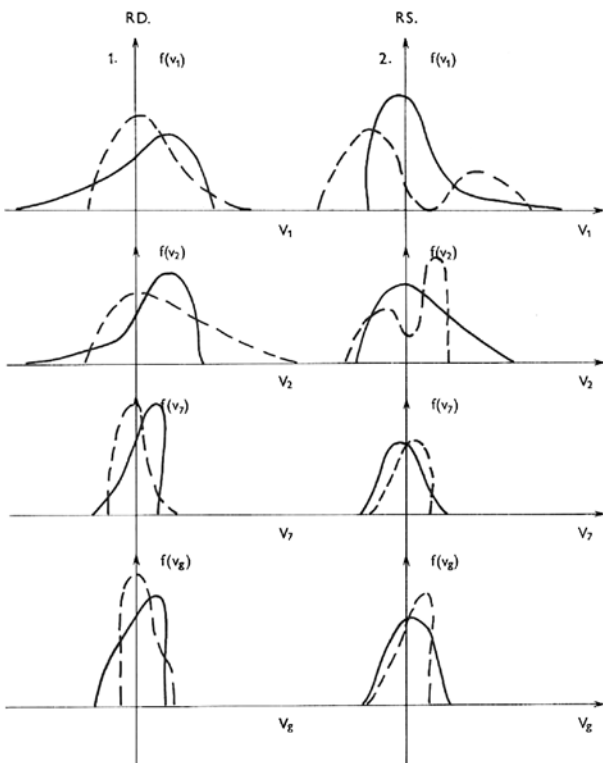 RD. RS.
1. f(v₁) 2. f(v₁)
V₁ V₁
f(v₂) f(v₂)
V₂ V₂
f(v₇) f(v₇)
V₇ V₇
f(vg) f(vg)
Vg Vg